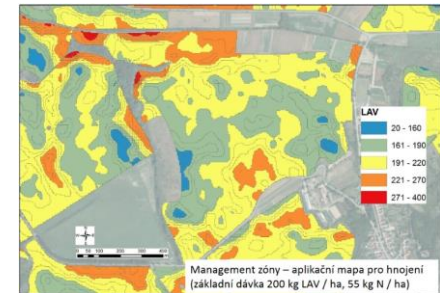 LAV
20 - 160
161 - 190
191 - 220
221 - 270
271 - 400
Management zóny – aplikační mapa pro hnojení
(základní dávka 200 kg LAV / ha, 55 kg N / ha)